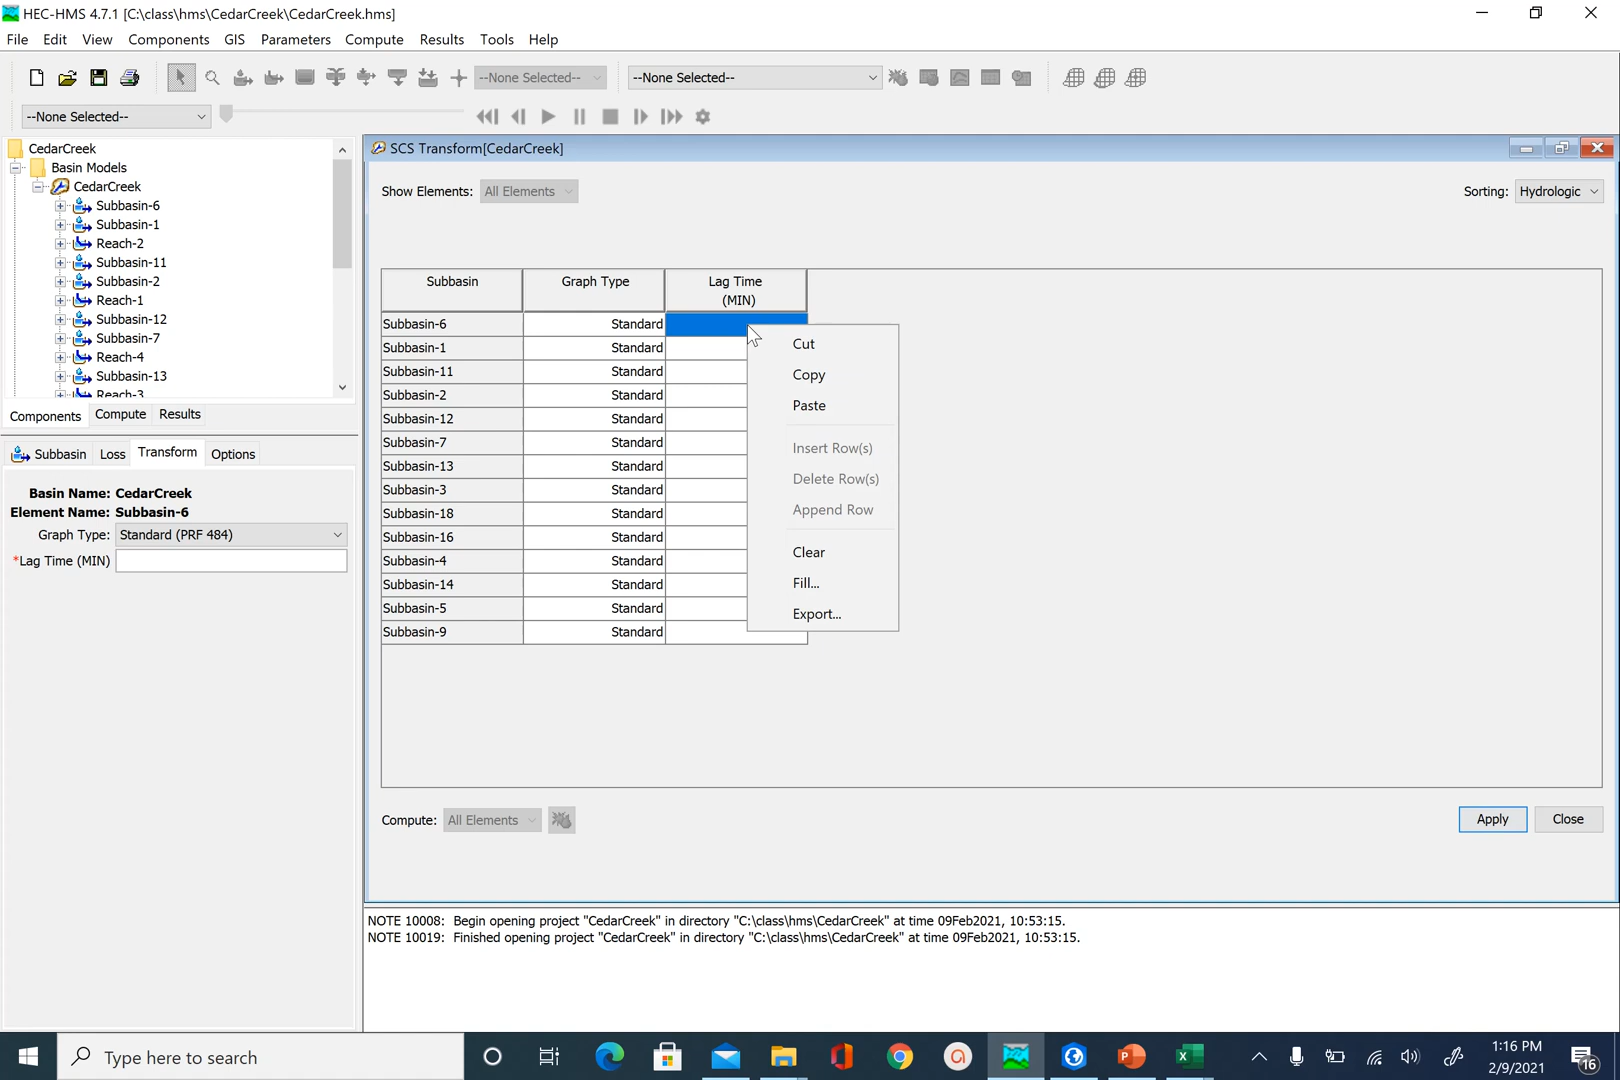 HEC-HMS 4.7.1 [C:\class\hms\CedarCreek\CedarCreek.hms]
File Edit View Components GIS Parameters Compute Results Tools Help
--None Selected-- --None Selected--
--None Selected--
CedarCreek
Basin Models
CedarCreek
Subbasin-6
Subbasin-1
Reach-2
Subbasin-11
Subbasin-2
Reach-1
Subbasin-12
Subbasin-7
Reach-4
Subbasin-13
Reach-3
Components Compute Results
Subbasin Loss Transform Options
Basin Name: CedarCreek
Element Name: Subbasin-6
Graph Type: Standard (PRF 484)
*Lag Time (MIN)
SCS Transform[CedarCreek]
Show Elements: All Elements Sorting: Hydrologic
Subbasin Graph Type Lag Time
(MIN)
Subbasin-6 Standard
Subbasin-1 Standard
Subbasin-11 Standard
Subbasin-2 Standard
Subbasin-12 Standard
Subbasin-7 Standard
Subbasin-13 Standard
Subbasin-3 Standard
Subbasin-18 Standard
Subbasin-16 Standard
Subbasin-4 Standard
Subbasin-14 Standard
Subbasin-5 Standard
Subbasin-9 Standard
Cut
Copy
Paste
Insert Row(s)
Delete Row(s)
Append Row
Clear
Fill...
Export...
Compute: All Elements Apply Close
NOTE 10008: Begin opening project "CedarCreek" in directory "C:\class\hms\CedarCreek" at time 09Feb2021, 10:53:15.
NOTE 10019: Finished opening project "CedarCreek" in directory "C:\class\hms\CedarCreek" at time 09Feb2021, 10:53:15.
Type here to search
1:16 PM
2/9/2021
16